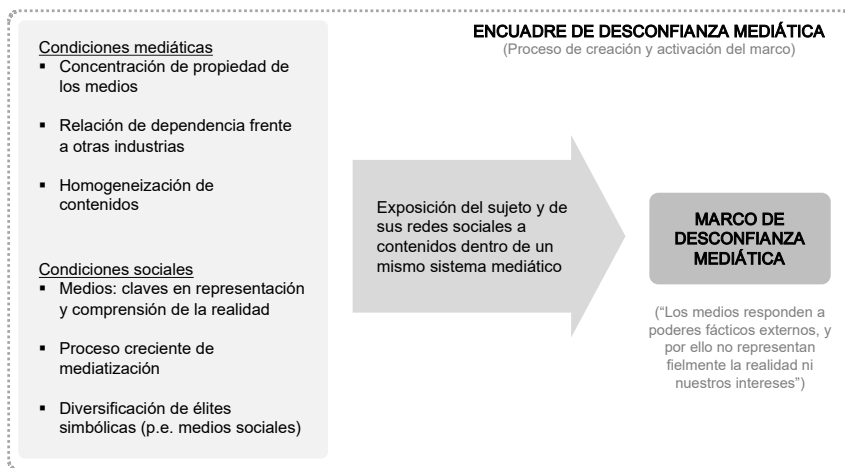 ENCUADRE DE DESCONFIANZA MEDIÁTICA
(Proceso de creación y activación del marco)
Condiciones mediáticas
▪ Concentración de propiedad de
los medios
▪ Relación de dependencia frente
a otras industrias
▪ Homogeneización de
contenidos
Condiciones sociales
▪ Medios: claves en representación
y comprensión de la realidad
▪ Proceso creciente de
mediatización
▪ Diversificación de élites
simbólicas (p.e. medios sociales)
Exposición del sujeto y de
sus redes sociales a
contenidos dentro de un
mismo sistema mediático
MARCO DE
DESCONFIANZA
MEDIÁTICA
(“Los medios responden a
poderes fácticos externos, y
por ello no representan
fielmente la realidad ni
nuestros intereses”)